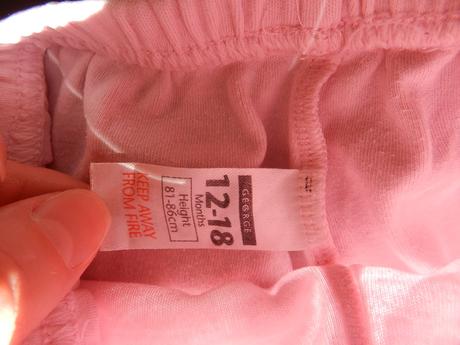 GEORGE
12-18
Months
Height
81-86cm
KEEP AWAY
FROM FIRE